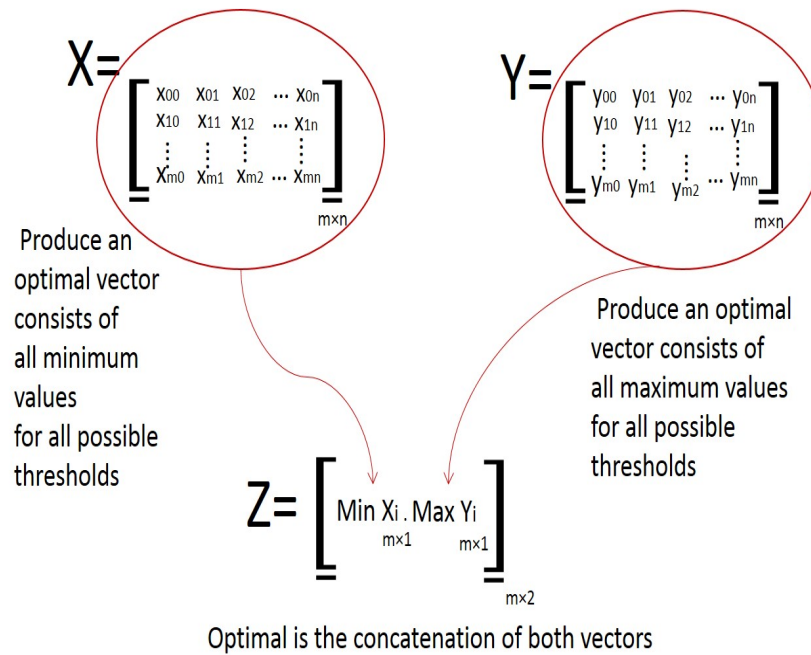 X=
x00 x01 x02 ... x0n
x10 x11 x12 ... x1n
xm0 xm1 xm2 ... xmn
m×n
Y=
y00 y01 y02 ... y0n
y10 y11 y12 ... y1n
ym0 ym1 ym2 ... ymn
m×n
Produce an
optimal vector
consists of
all minimum
values
for all possible
thresholds
Produce an optimal
vector consists of
all maximum values
for all possible
thresholds
Z= [ Min Xi . Max Yi ]
m×1 m×1
m×2
Optimal is the concatenation of both vectors